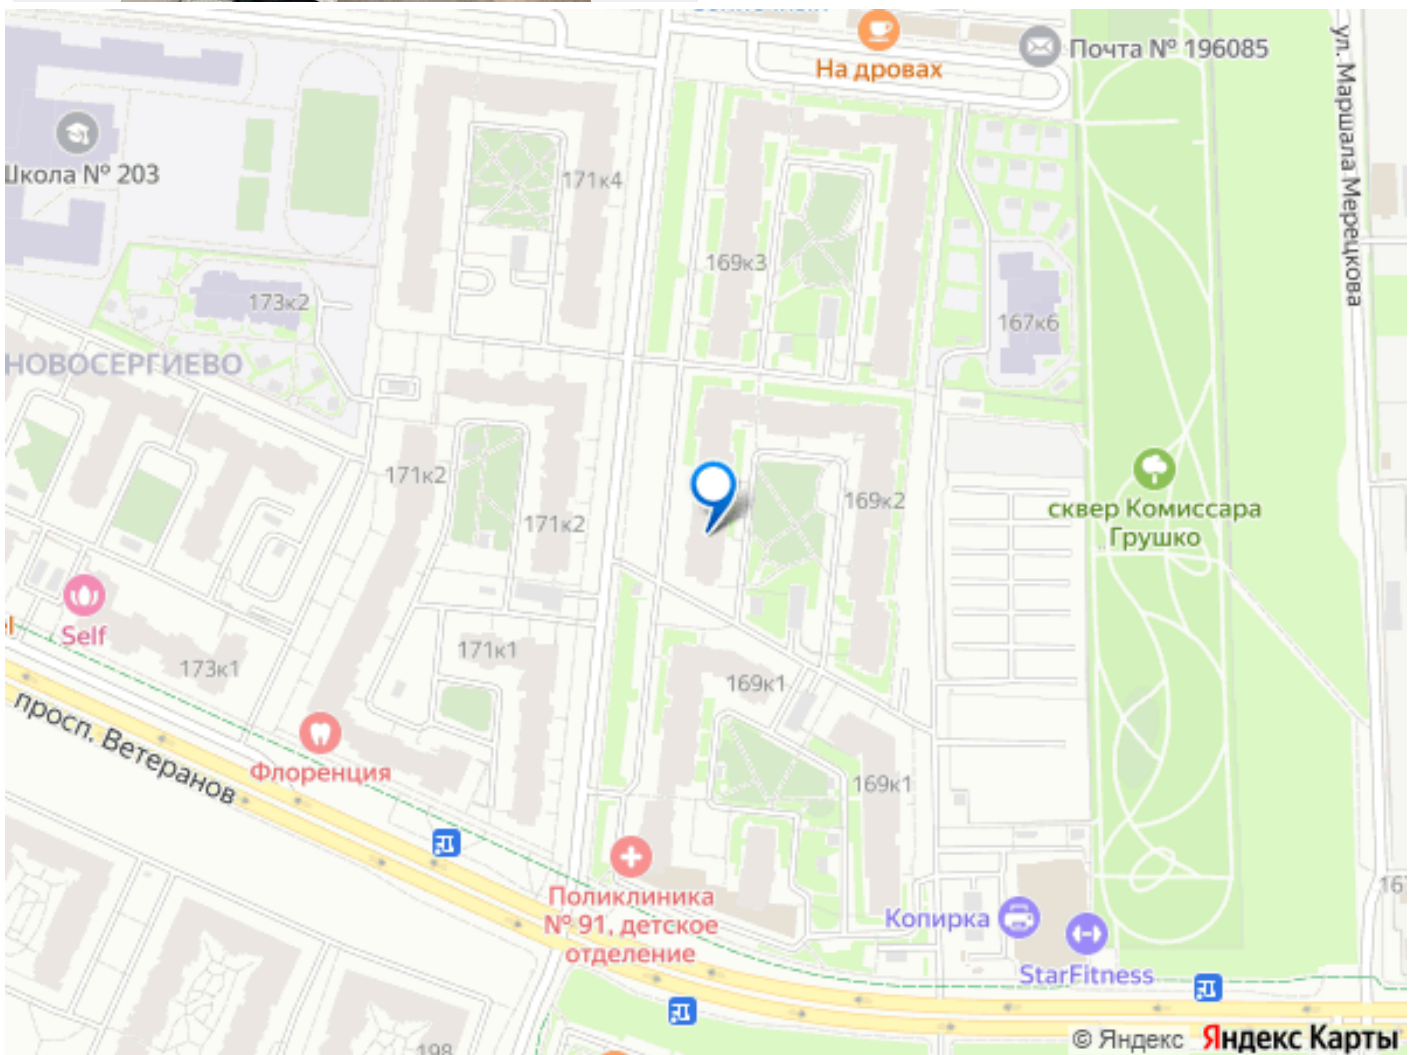 На дровах
Почта № 196085
ул. Маршала Мерецкова
Школа № 203
171к4
169к3
173к2
167к6
НОВОСЕРГИЕВО
171к2
171к2
169к2
сквер Комиссара
Грушко
Self
173к1
171к1
169к1
просп. Ветеранов
Флоренция
169к1
Поликлиника
№ 91, детское
отделение
Копирка
StarFitness
198
© Яндекс Яндекс Карты